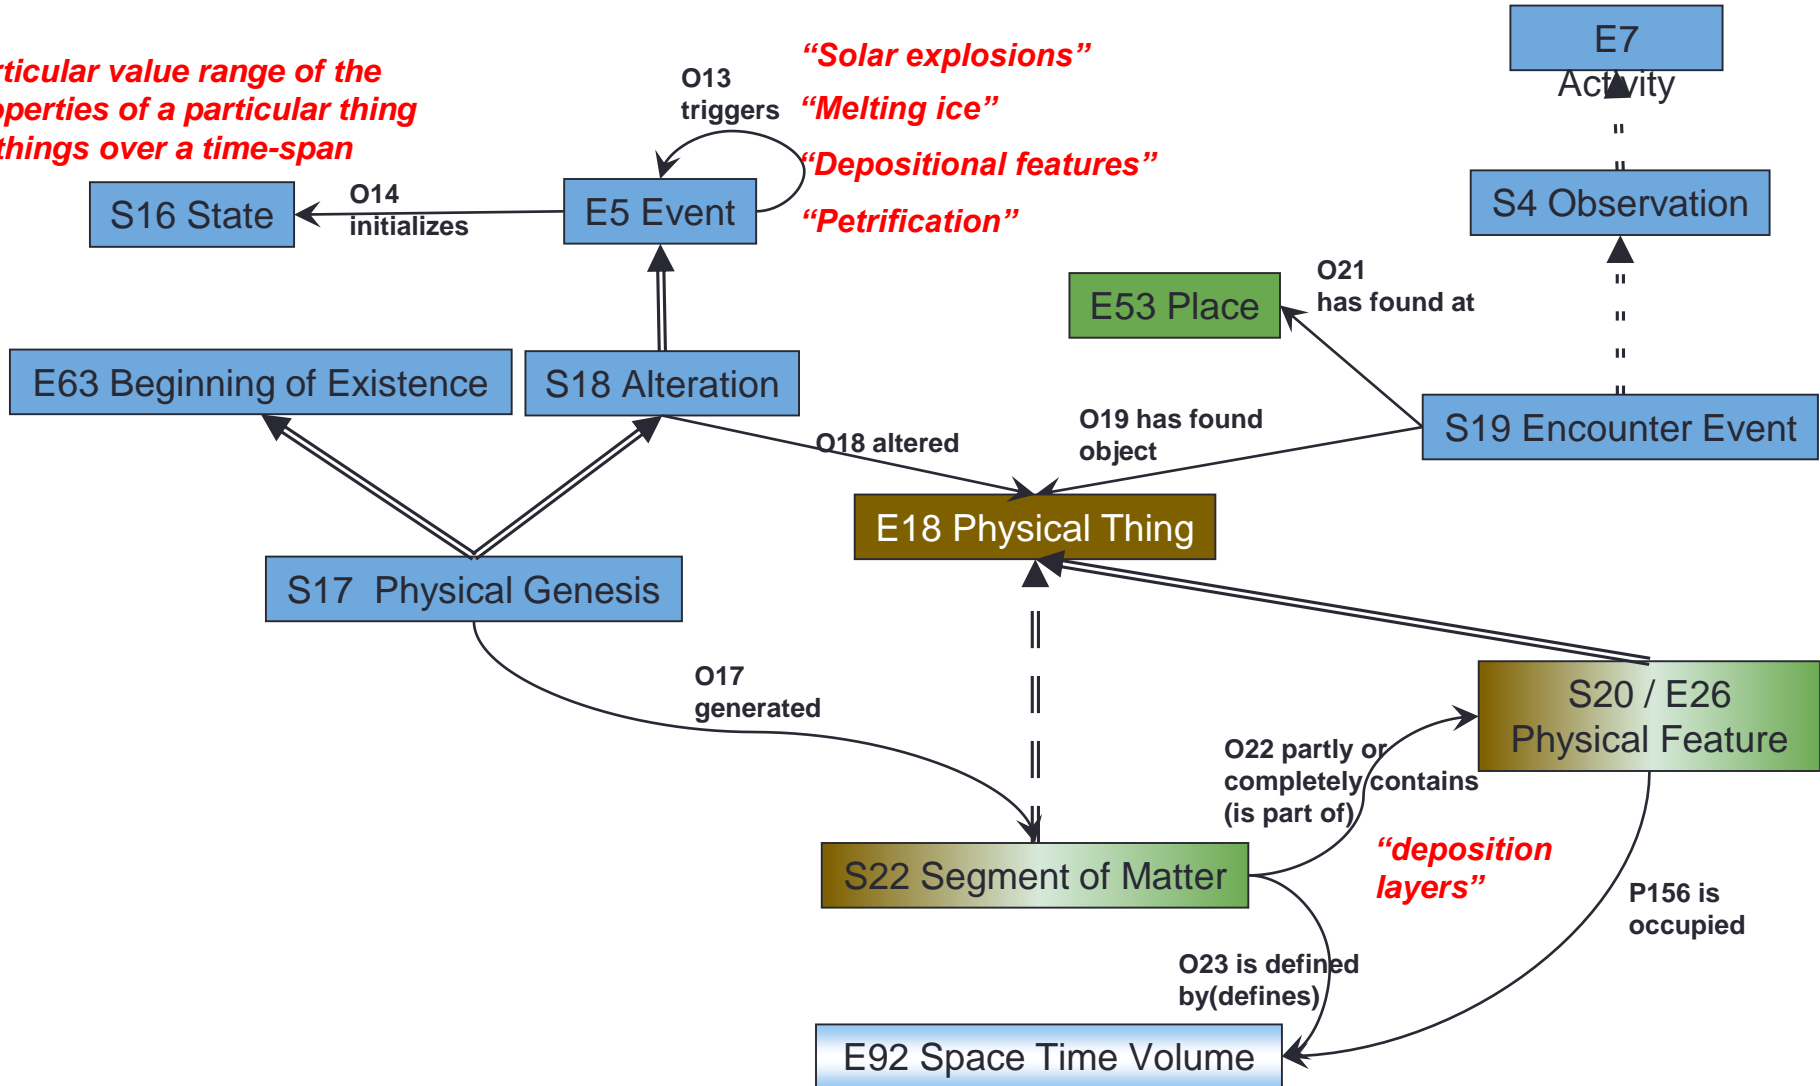 E7
Activity
“Solar explosions”
rticular value range of the
O13
triggers
operties of a particular thing
“Melting ice”
things over a time-span
“Depositional features”
S16 State
O14
initializes
E5 Event
“Petrification”
S4 Observation
O21
has found at
E53 Place
E63 Beginning of Existence
S18 Alteration
O18 altered
O19 has found
object
S19 Encounter Event
E18 Physical Thing
S17 Physical Genesis
O17
generated
S20 / E26
Physical Feature
O22 partly or
completely contains
(is part of)
“deposition
layers”
S22 Segment of Matter
P156 is
occupied
O23 is defined
by(defines)
E92 Space Time Volume